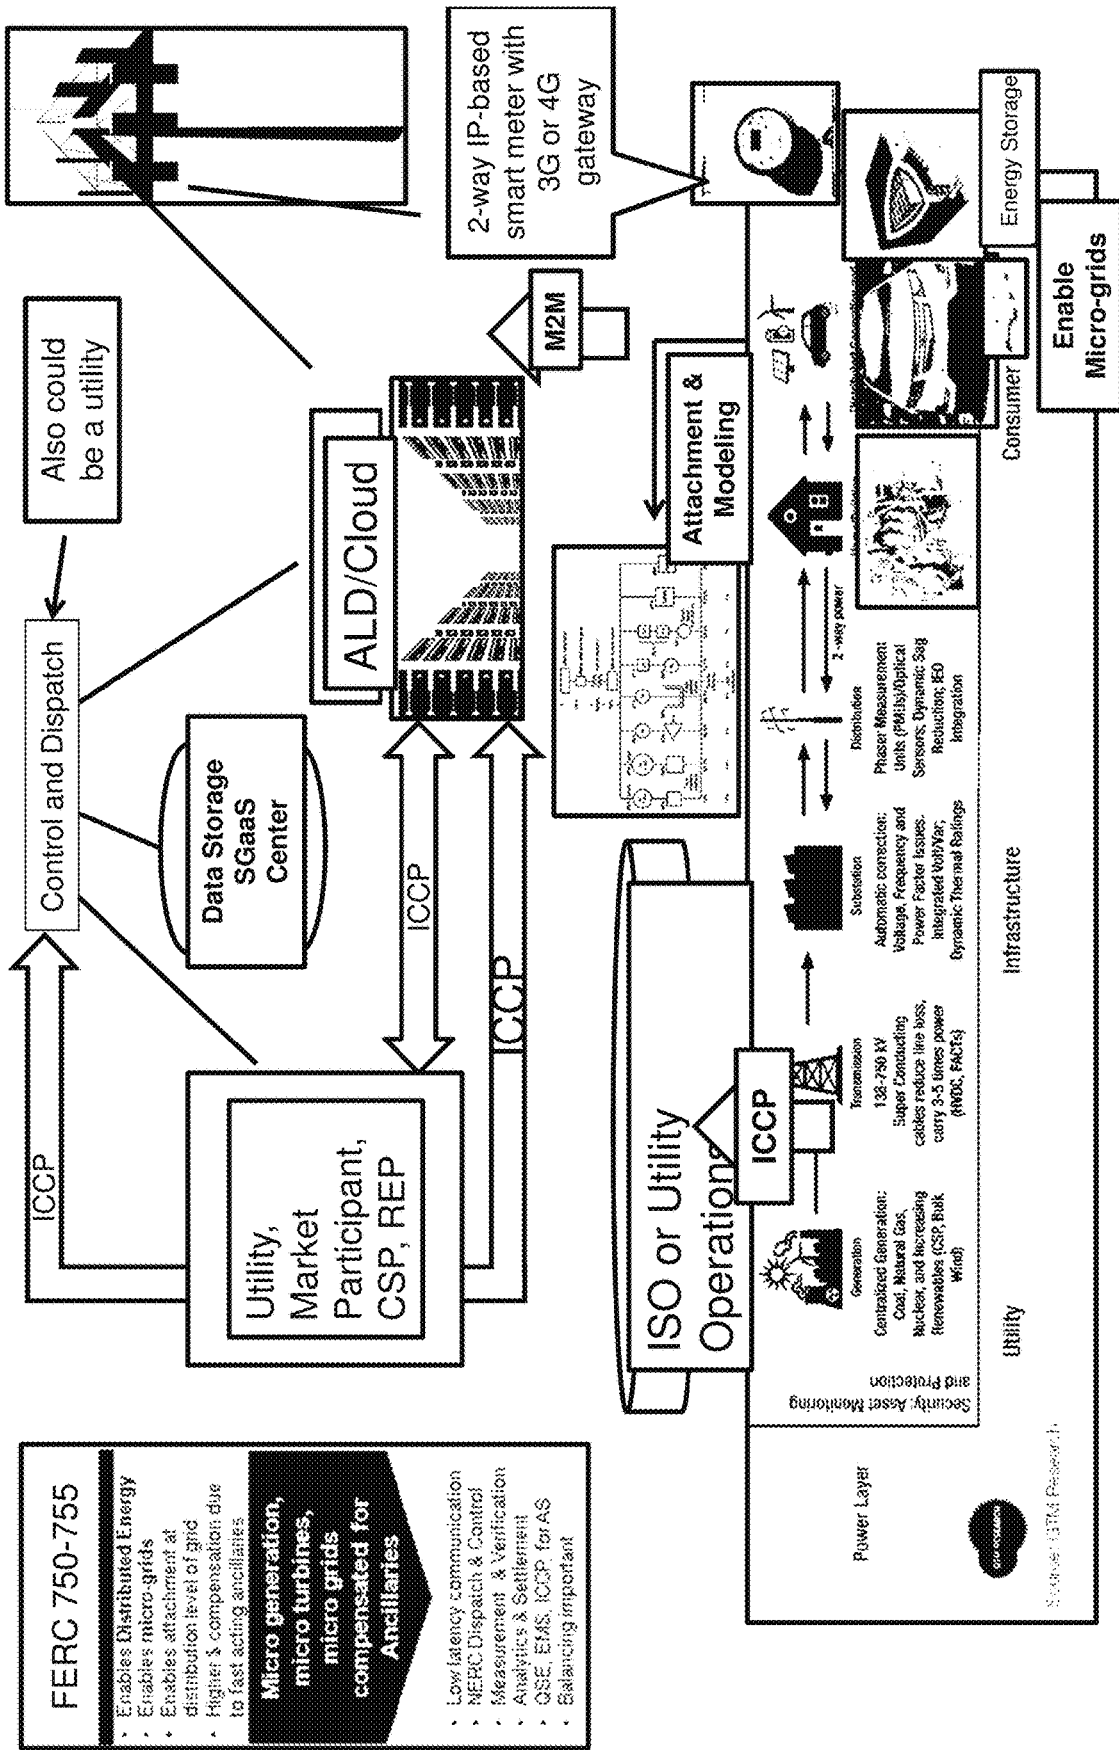 FERC 750-755
• Enables Distributed Energy
• Enables micro-grids
• Enables attachment at
distribution level of grid
• Higher $ compensation due
to fast acting ancillaries
Micro generation,
micro turbines,
micro grids
compensated for
Ancillaries
• Low latency communication
• NERC Dispatch & Control
• Measurement & Verification
• Analytics & Settlement
• QSE, EMS, ICCP, for AS
• Balancing important
ICCP
Utility,
Market
Participant,
CSP, REP
Control and Dispatch
Also could
be a utility
Data Storage
SGaaS
Center
ICCP
ICCP
ALD/Cloud
M2M
2-way IP-based
smart meter with
3G or 4G
gateway
ISO or Utility
Operations
ICCP
Attachment &
Modeling
Power Layer
Security: Asset Monitoring
and Protection
Generation
Centralized Generation:
Coal, Natural Gas,
Nuclear, and Increasing
Renewables (CSP, Bulk
Wind)
Transmission
138-750 kV
Super Conducting
cables reduce line loss,
carry 3-5 times power
(HVDC, FACTs)
Substation
Automatic correction:
Voltage, Frequency and
Power Factor Issues.
Integrated Volt/Var;
Dynamic Thermal Ratings
Distribution
Phaser Measurement
Units (PMUs)/Optical
Sensors; Dynamic Sag
Reduction; IED
Integration
2-way power
Energy Storage
Utility
Infrastructure
Consumer
Enable
Micro-grids
Source: GTM Research